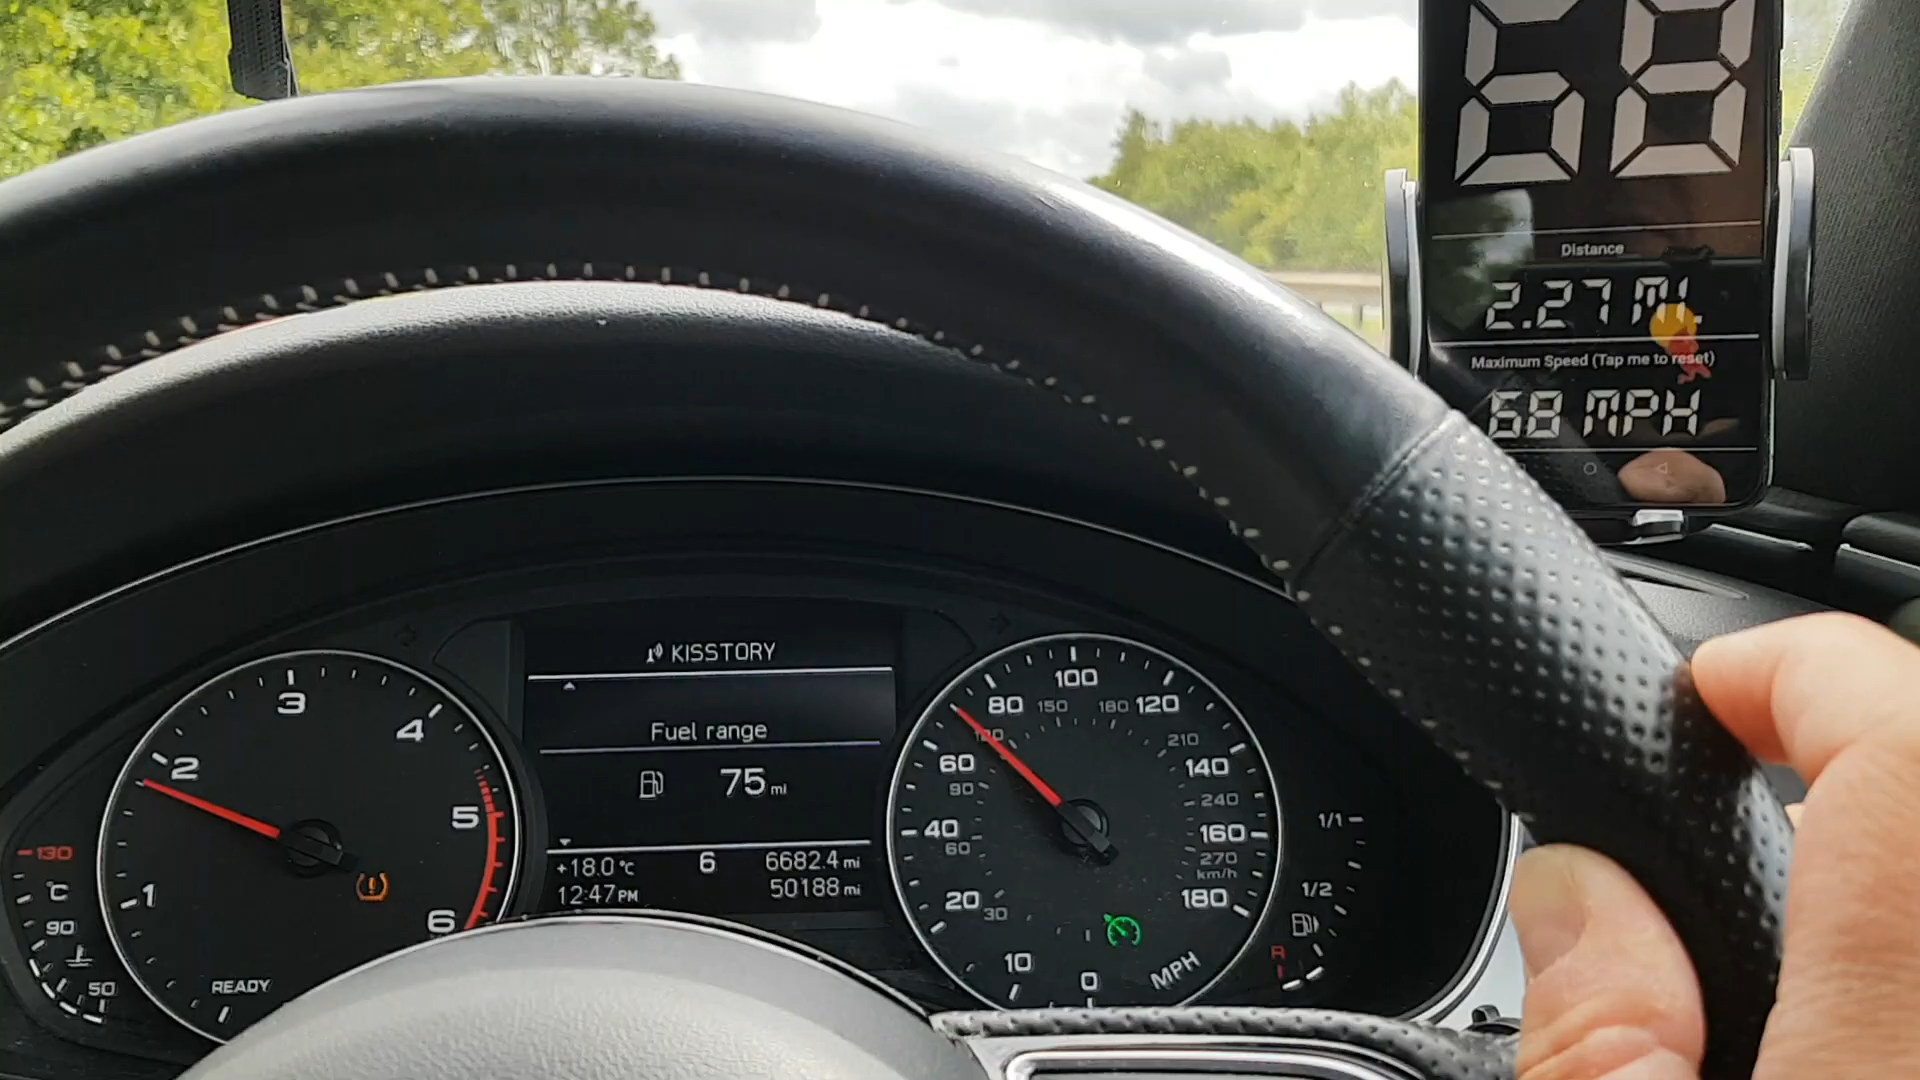 68
Distance
2.27 MI.
Maximum Speed (Tap me to reset)
68 MPH
KISSTORY
Fuel range
75 mi
+18.0 °C 6 6682.4 mi
12:47 PM 50188 mi
1
2
3
4
5
6
READY
130
°C
90
50
0
10
20
40
60
80
100
120
140
160
180
MPH
30
60
90
120
150
180
210
240
270
km/h
1/1
1/2
R